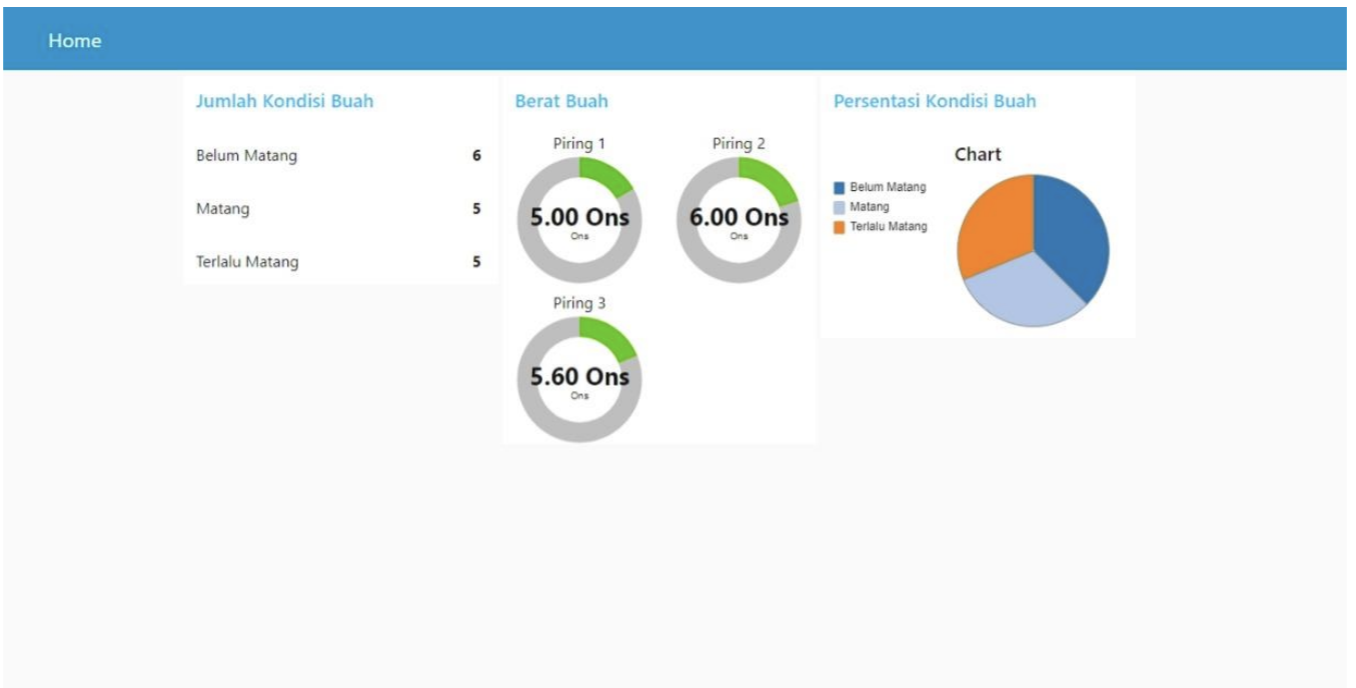 Home
Jumlah Kondisi Buah
Belum Matang 6
Matang 5
Terlalu Matang 5
Berat Buah
Piring 1
5.00 Ons
Ons
Piring 2
6.00 Ons
Ons
Piring 3
5.60 Ons
Ons
Persentasi Kondisi Buah
Chart
Belum Matang
Matang
Terlalu Matang